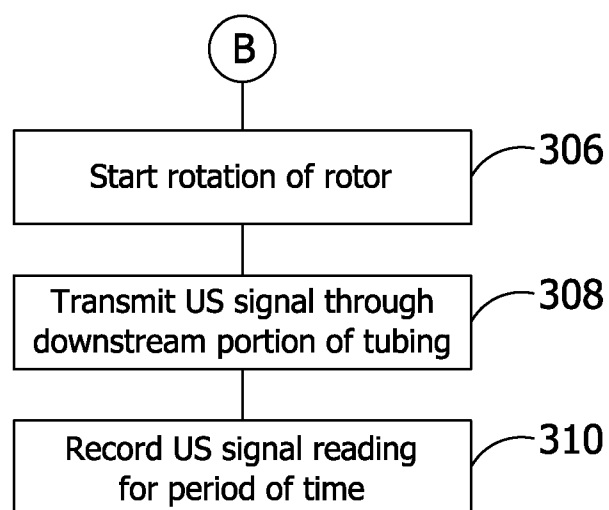 B
Start rotation of rotor
306
Transmit US signal through
downstream portion of tubing
308
Record US signal reading
for period of time
310